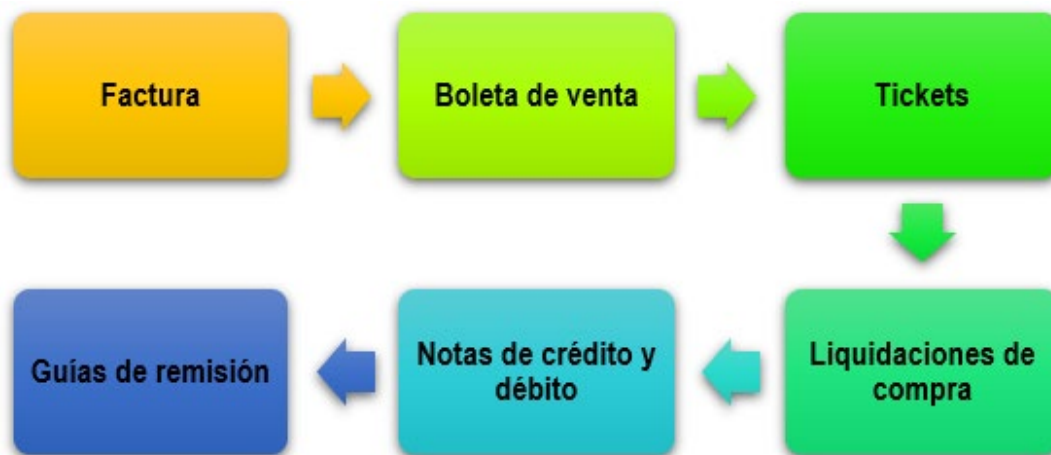 Factura
Boleta de venta
Tickets
Liquidaciones de
compra
Notas de crédito y
débito
Guías de remisión